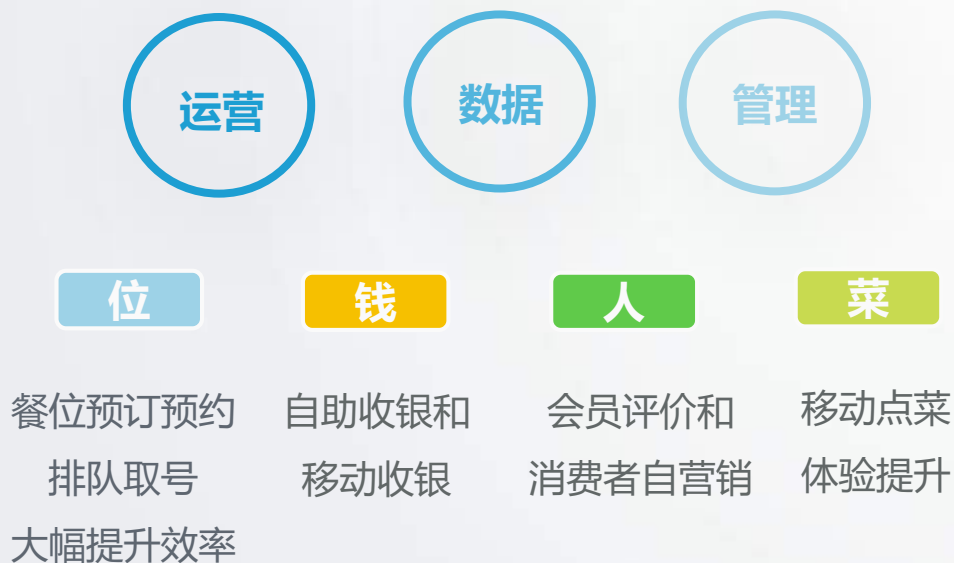 运营
数据
管理
位
钱
人
菜
餐位预订预约
排队取号
大幅提升效率
自助收银和
移动收银
会员评价和
消费者自营销
移动点菜
体验提升